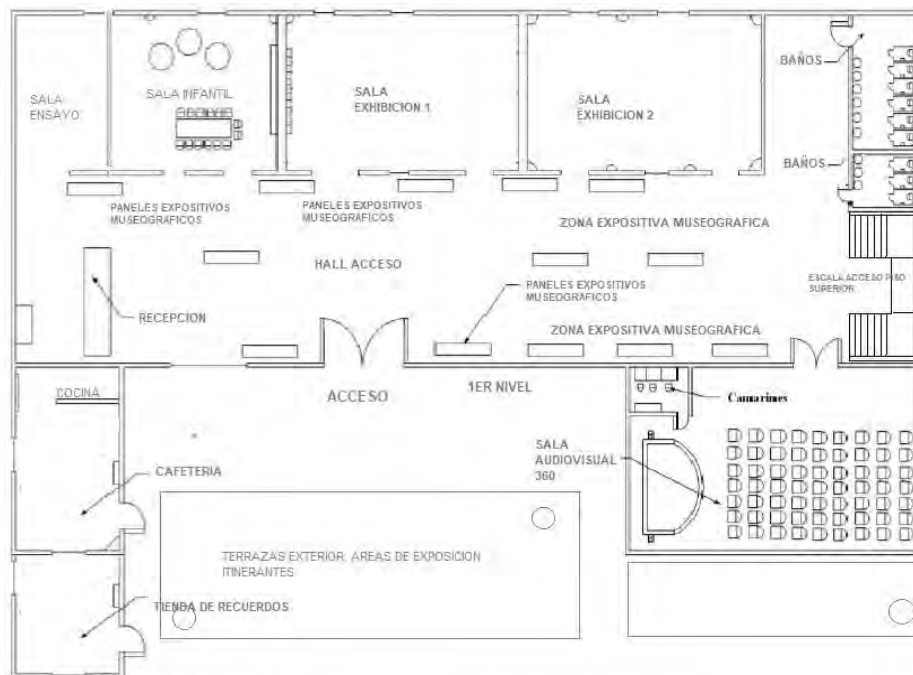 BAÑOS
SALA
ENSAYO
SALA INFANTIL
SALA
EXHIBICION 1
SALA
EXHIBICION 2
BAÑOS
PANELES EXPOSITIVOS
MUSEOGRAFICOS
PANELES EXPOSITIVOS
MUSEOGRAFICOS
ZONA EXPOSITIVA MUSEOGRAFICA
HALL ACCESO
ESCALA ACCESO PISO
SUPERIOR
PANELES EXPOSITIVOS
MUSEOGRAFICOS
RECEPCION
ZONA EXPOSITIVA MUSEOGRAFICA
COCINA
ACCESO
1ER NIVEL
Camarines
SALA
AUDIOVISUAL
360
CAFETERIA
TERRAZAS EXTERIOR: AREAS DE EXPOSICION
ITINERANTES
TIENDA DE RECUERDOS